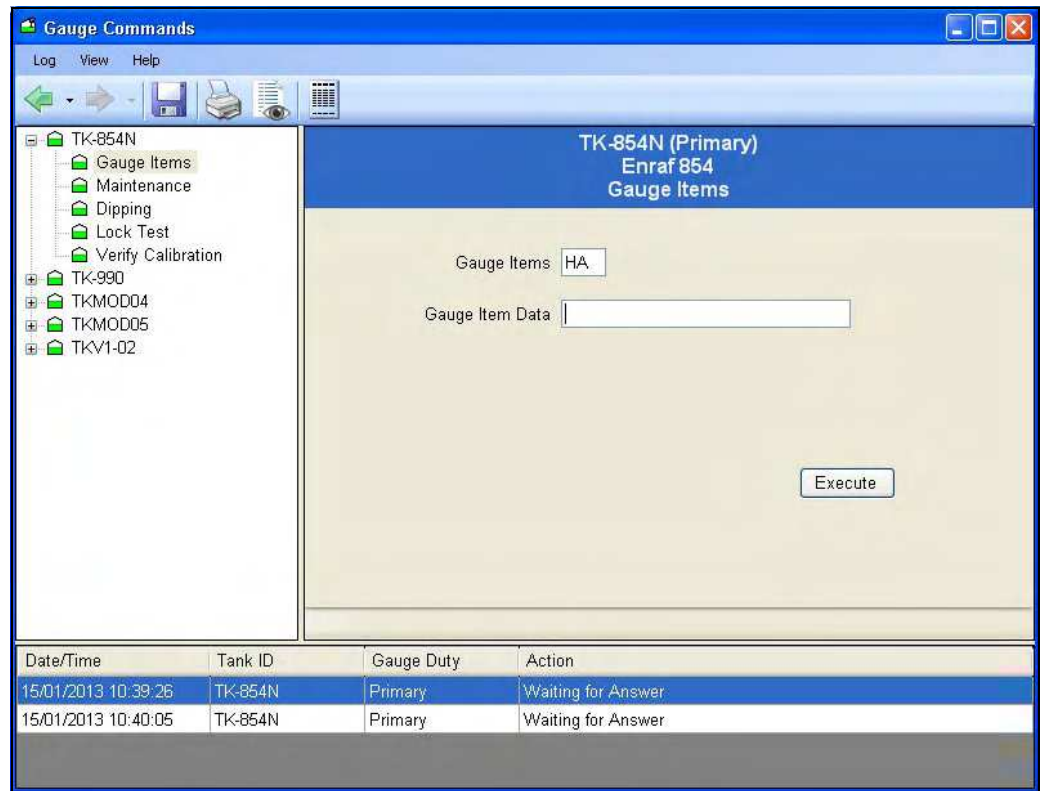 Gauge Commands
Log View Help
TK-854N
Gauge Items
Maintenance
Dipping
Lock Test
Verify Calibration
TK-990
TKMOD04
TKMOD05
TKV1-02
TK-854N (Primary)
Enraf 854
Gauge Items
Gauge Items HA
Gauge Item Data
Execute
Date/Time Tank ID Gauge Duty Action
15/01/2013 10:39:26 TK-854N Primary Waiting for Answer
15/01/2013 10:40:05 TK-854N Primary Waiting for Answer